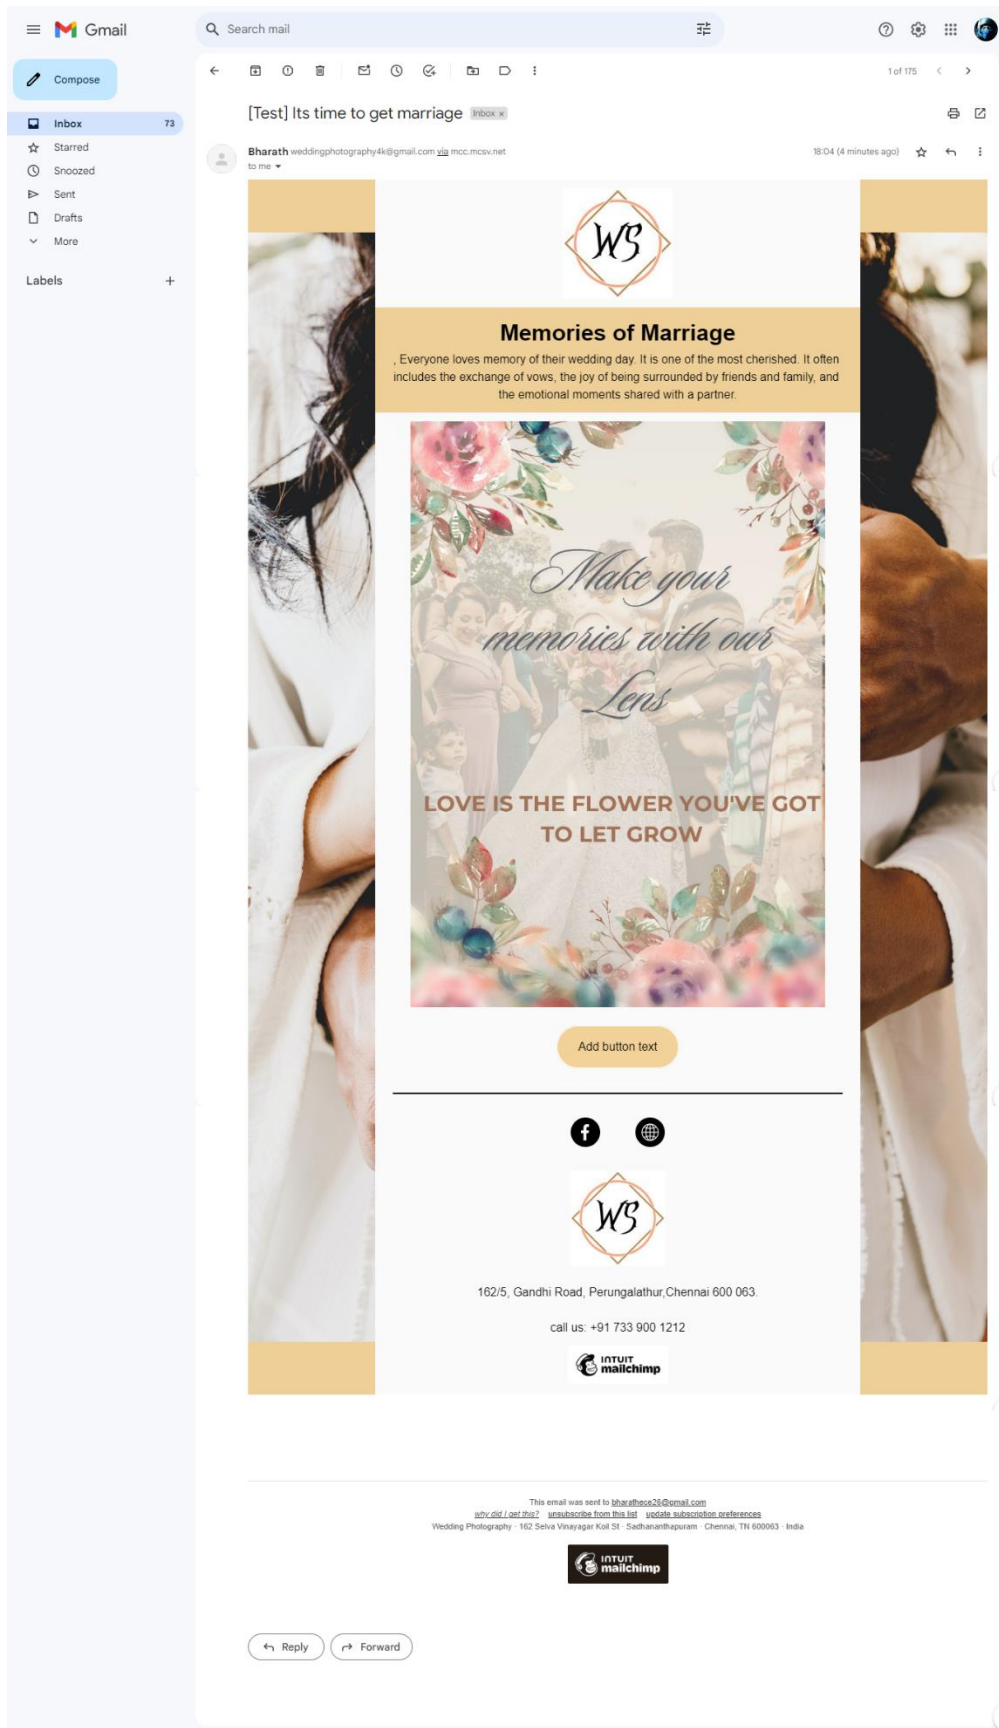 Gmail
Search mail
Compose
1 of 175
Inbox 73
Starred
Snoozed
Sent
Drafts
More
Labels
[Test] Its time to get marriage Inbox x
Bharath weddingphotography4k@gmail.com via mcc.mcsv.net
18:04 (4 minutes ago)
to me
WS
Memories of Marriage
, Everyone loves memory of their wedding day. It is one of the most cherished. It often
includes the exchange of vows, the joy of being surrounded by friends and family, and
the emotional moments shared with a partner.
Make your
memories with our
Lens
LOVE IS THE FLOWER YOU'VE GOT
TO LET GROW
Add button text
WS
162/5, Gandhi Road, Perungalathur,Chennai 600 063.
call us: +91 733 900 1212
INTUIT
mailchimp
This email was sent to bharathece26@gmail.com
why did I get this? unsubscribe from this list update subscription preferences
Wedding Photography · 162 Selva Vinayagar Koil St · Sadhananthapuram · Chennai, TN 600063 · India
INTUIT
mailchimp
Reply
Forward